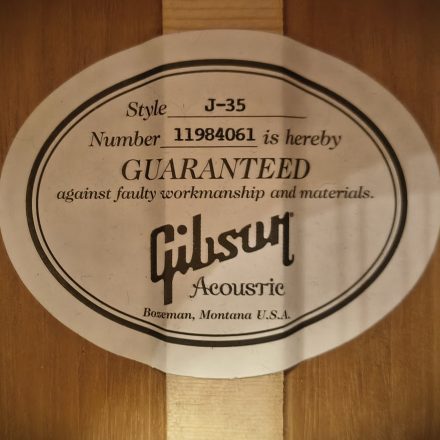 Style J-35
Number 11984061 is hereby
GUARANTEED
against faulty workmanship and materials.
Gibson
Acoustic
Bozeman, Montana U.S.A.